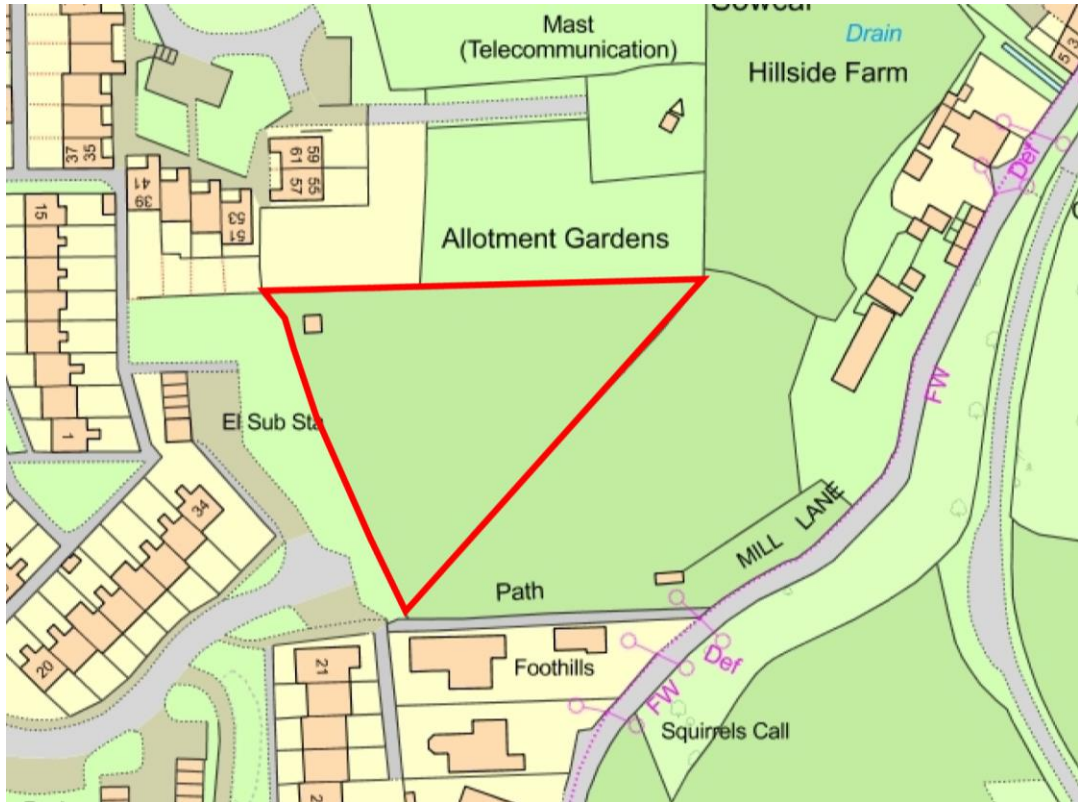 Mast
(Telecommunication)
Drain
Hillside Farm
5
37
35
59
61
55
57
41
39
53
51
15
Def
Allotment Gardens
FW
El Sub Sta
1
34
MILL LANE
Path
20
21
Foothills
Def
FW
Squirrels Call